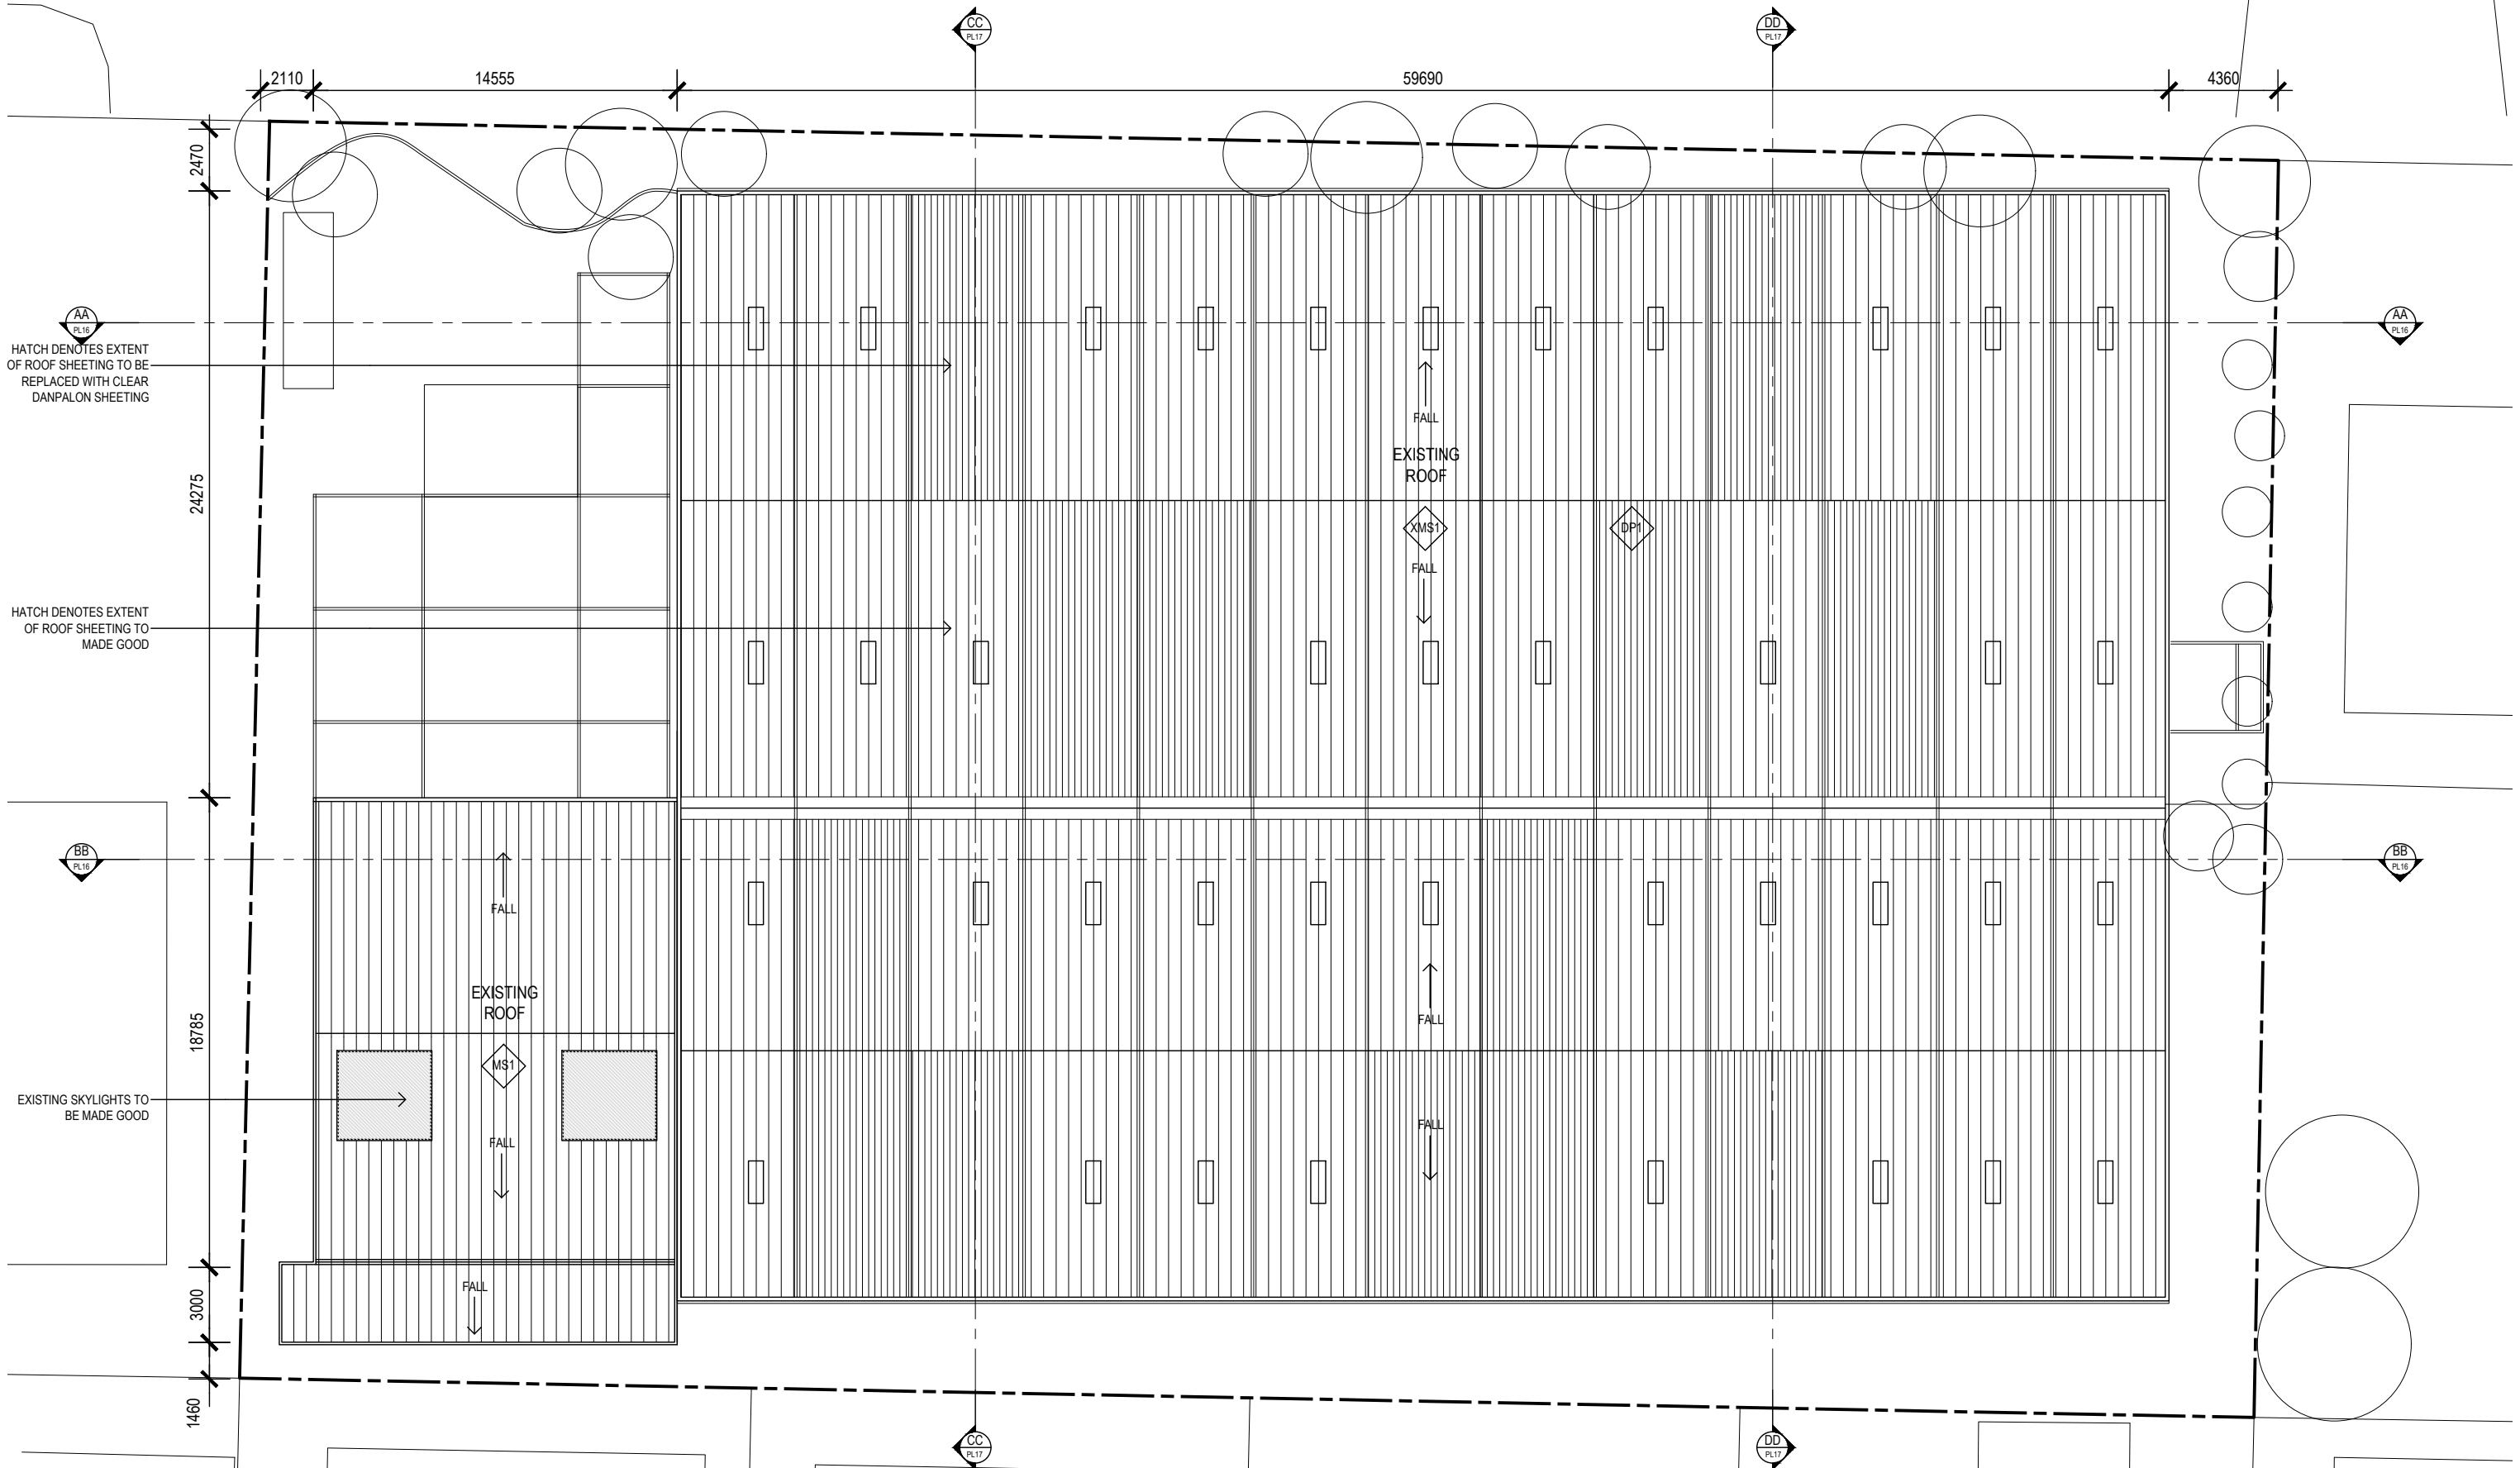 CC
PL17
DD
PL17
2110
14555
59690
4360
2470
AA
PL16
AA
PL16
HATCH DENOTES EXTENT
OF ROOF SHEETING TO BE
REPLACED WITH CLEAR
DANPALON SHEETING
FALL
EXISTING
ROOF
24275
XMS1
DP1
FALL
HATCH DENOTES EXTENT
OF ROOF SHEETING TO
MADE GOOD
BB
PL16
BB
PL16
FALL
EXISTING
ROOF
FALL
18785
MS1
EXISTING SKYLIGHTS TO
BE MADE GOOD
FALL
FALL
FALL
3000
1460
CC
PL17
DD
PL17